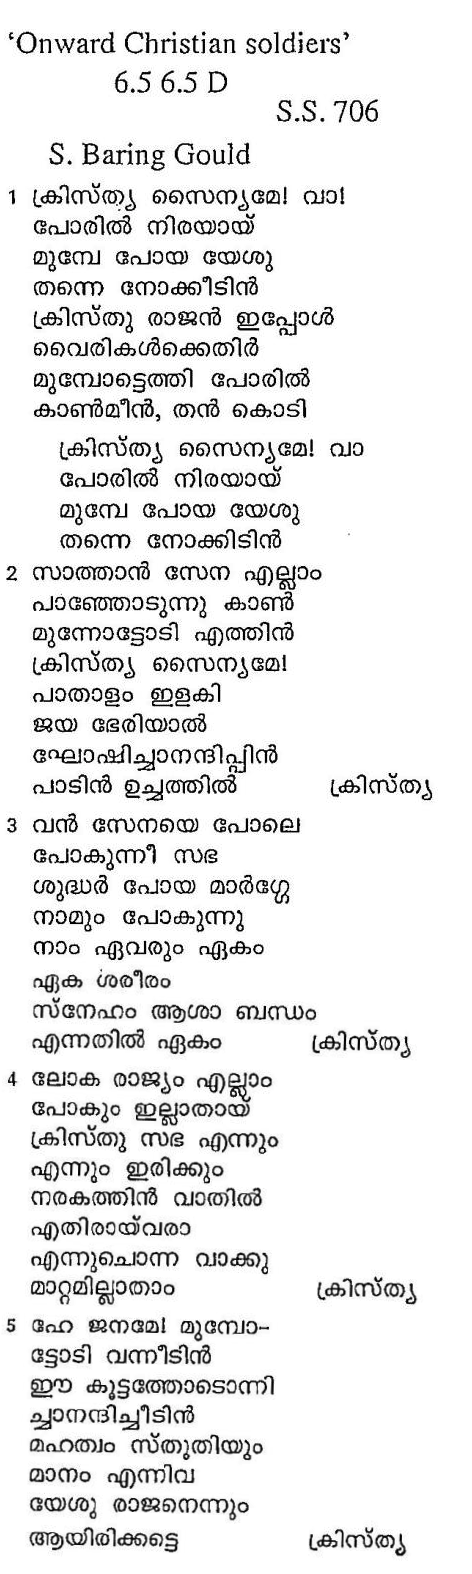 ‘Onward Christian soldiers’
6.5 6.5 D
S.S. 706
S. Baring Gould
1 ക്രിസ്ത്യ സൈന്യമേ! വാ!
പോരിൽ നിരയായ്
മുമ്പേ പോയ യേശു
തന്നെ നോക്കീടിൻ
ക്രിസ്തു രാജൻ ഇപ്പോൾ
വൈരികൾക്കെതിർ
മുമ്പോട്ടെത്തി പോരിൽ
കാൺമീൻ, തൻ കൊടി
ക്രിസ്ത്യ സൈന്യമേ! വാ
പോരിൽ നിരയായ്
മുമ്പേ പോയ യേശു
തന്നെ നോക്കിടിൻ
2 സാത്താൻ സേന എല്ലാം
പാഞ്ഞോടുന്നു കാൺ
മുന്നോട്ടോടി എത്തിൻ
ക്രിസ്ത്യ സൈന്യമേ!
പാതാളം ഇളകി
ജയ ഭേരിയാൽ
ഘോഷിച്ചാനന്ദിപ്പിൻ
പാടിൻ ഉച്ചത്തിൽ ക്രിസ്ത്യ
3 വൻ സേനയെ പോലെ
പോകുന്നീ സഭ
ശുദ്ധർ പോയ മാർഗ്ഗേ
നാമും പോകുന്നു
നാം ഏവരും ഏകം
ഏക ശരീരം
സ്നേഹം ആശാ ബന്ധം
എന്നതിൽ ഏകം ക്രിസ്ത്യ
4 ലോക രാജ്യം എല്ലാം
പോകും ഇല്ലാതായ്
ക്രിസ്തു സഭ എന്നും
എന്നും ഇരിക്കും
നരകത്തിൻ വാതിൽ
എതിരായ്‌വരാ
എന്നുചൊന്ന വാക്കു
മാറ്റമില്ലാതാം ക്രിസ്ത്യ
5 ഹേ ജനമേ! മുമ്പോ-
ട്ടോടി വന്നീടിൻ
ഈ കൂട്ടത്തോടൊന്നി
ച്ചാനന്ദിച്ചീടിൻ
മഹത്വം സ്തുതിയും
മാനം എന്നിവ
യേശു രാജനെന്നും
ആയിരിക്കട്ടെ ക്രിസ്ത്യ